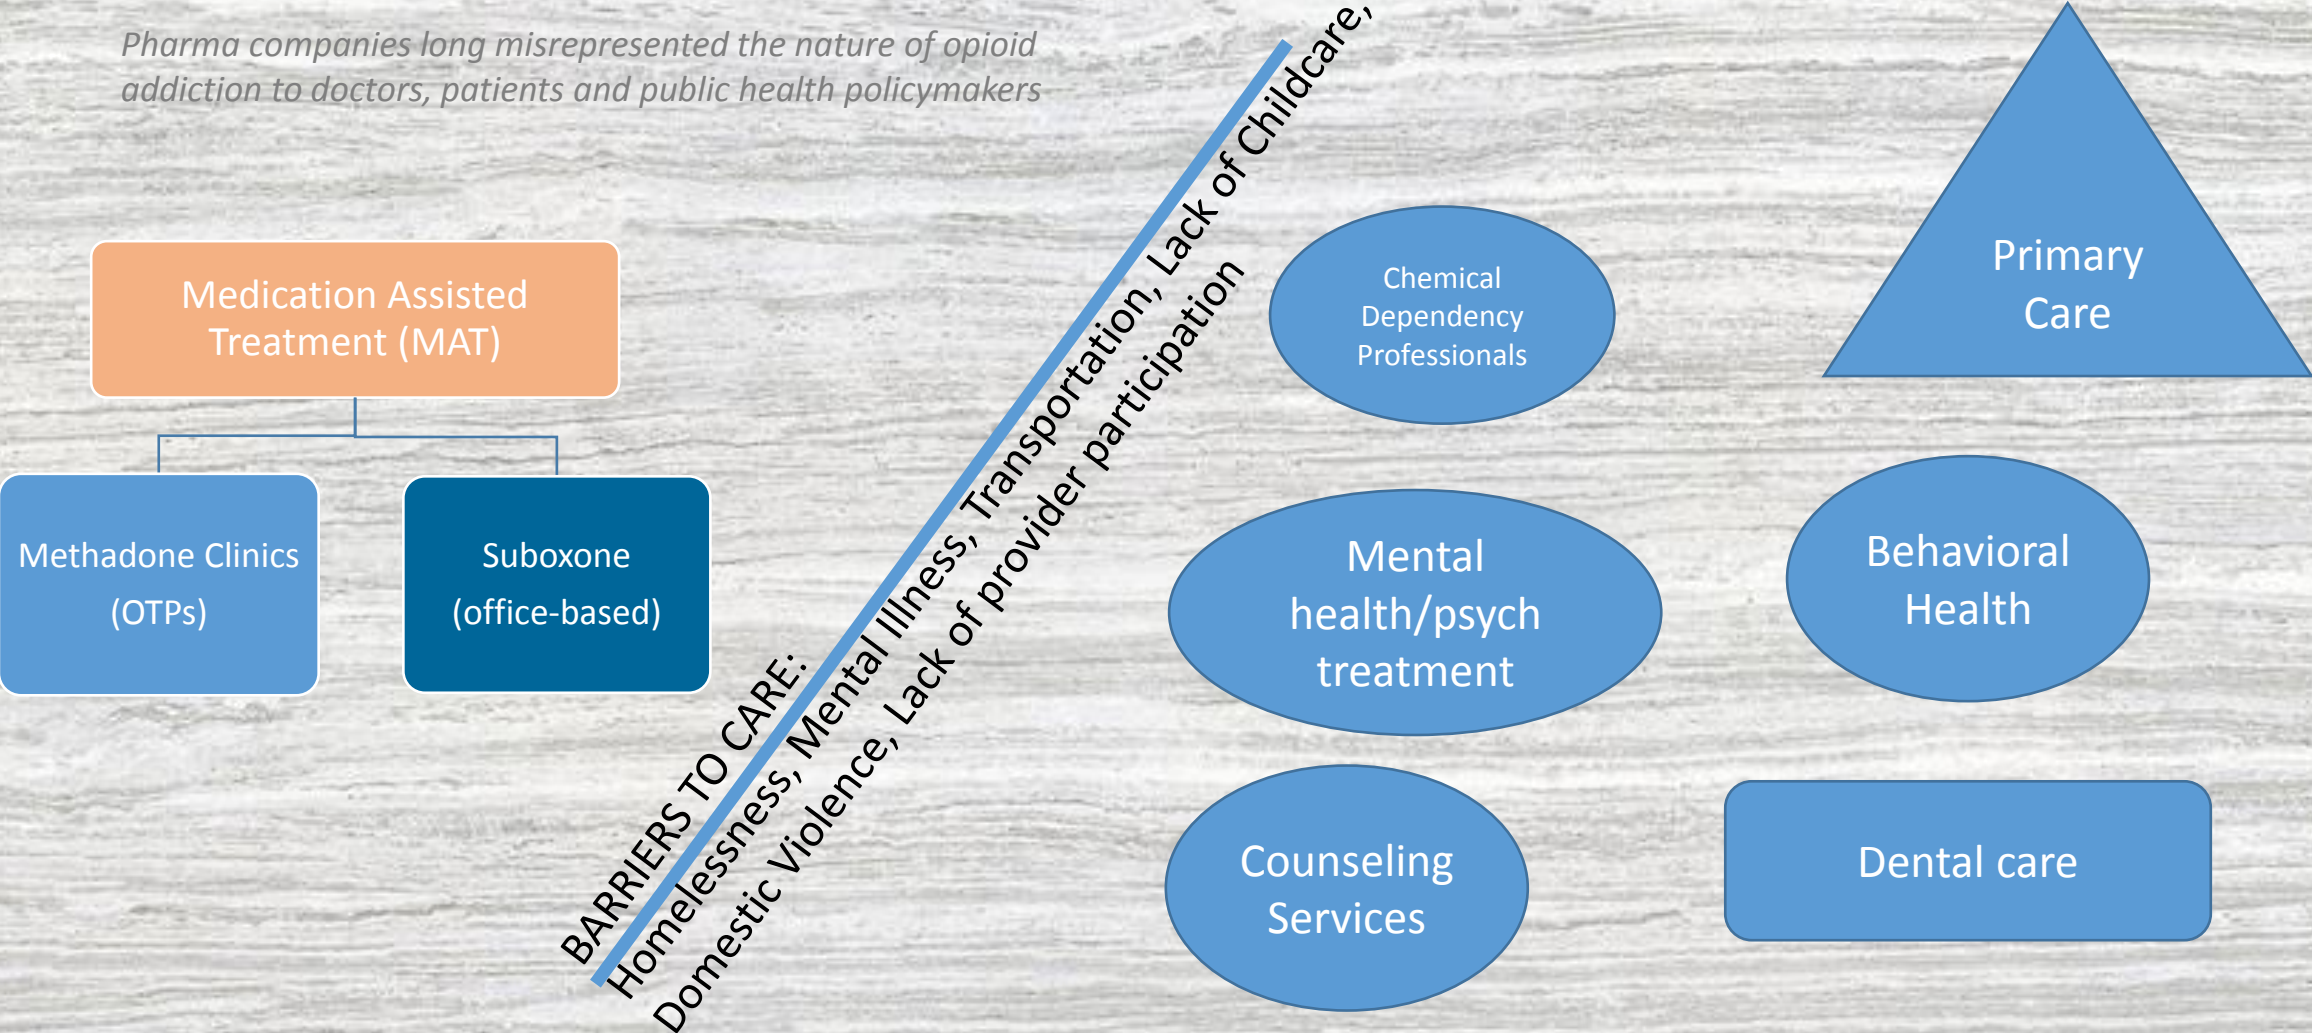 Pharma companies long misrepresented the nature of opioid
addiction to doctors, patients and public health policymakers
Medication Assisted
Treatment (MAT)
Methadone Clinics
(OTPs)
Suboxone
(office-based)
BARRIERS TO CARE:
Homelessness, Mental Illness, Transportation, Lack of Childcare,
Domestic Violence, Lack of provider participation
Chemical
Dependency
Professionals
Primary
Care
Mental
health/psych
treatment
Behavioral
Health
Counseling
Services
Dental care